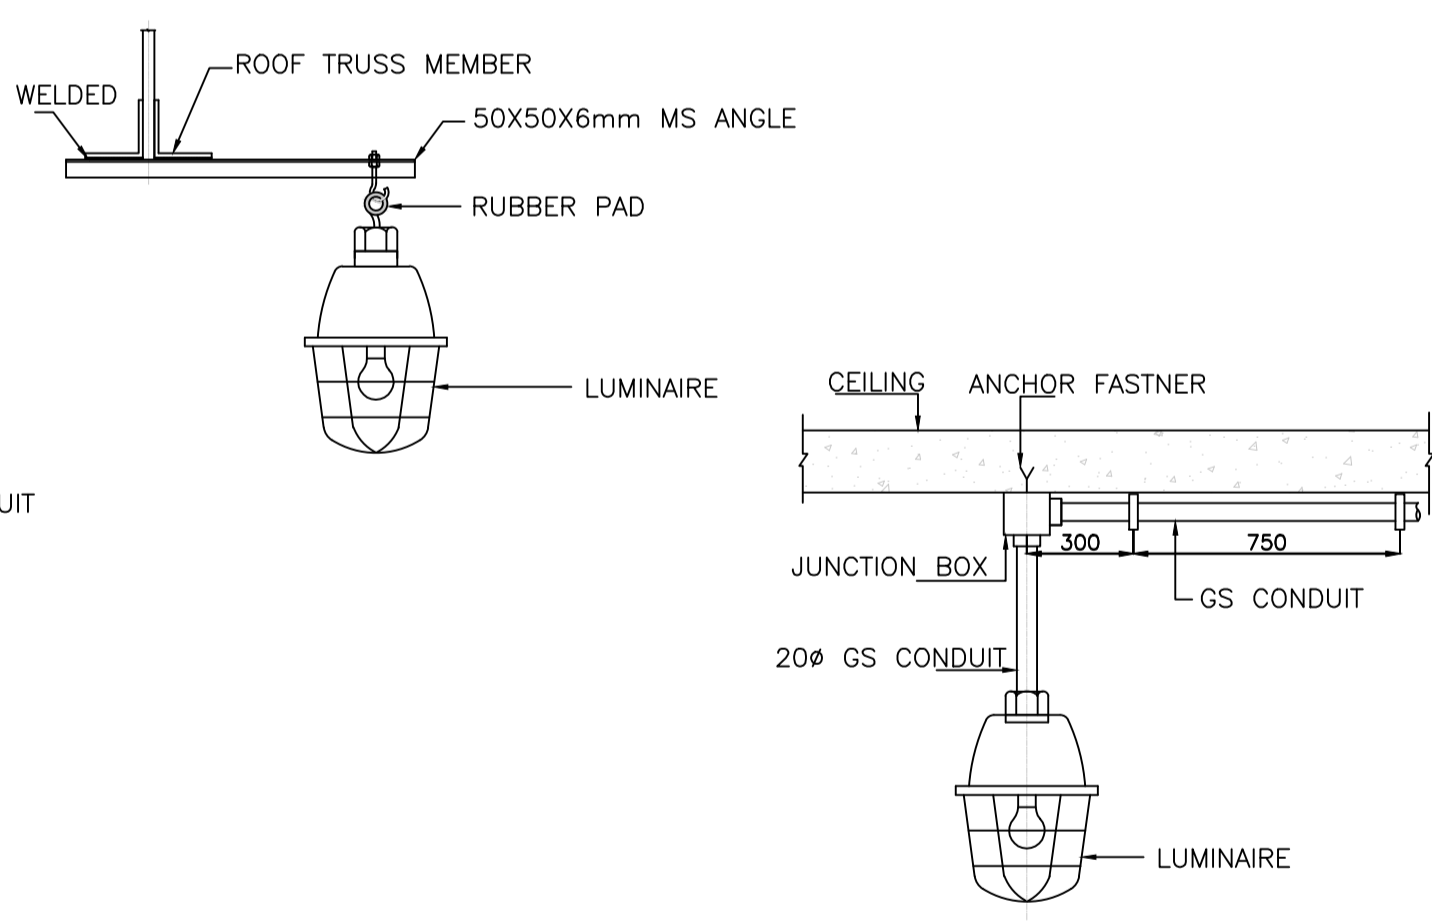 ROOF TRUSS MEMBER
WELDED
50X50X6mm MS ANGLE
RUBBER PAD
LUMINAIRE
UIT
CEILING
ANCHOR FASTNER
300
750
JUNCTION BOX
GS CONDUIT
20ø GS CONDUIT
LUMINAIRE